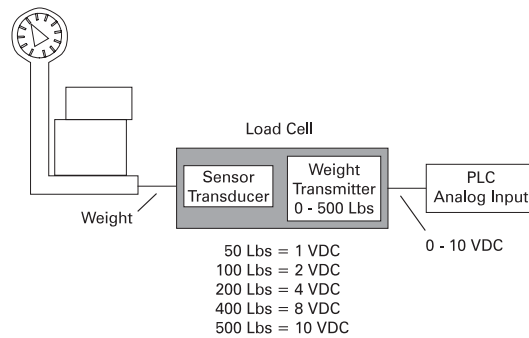 Load Cell
Sensor
Transducer
Weight
Transmitter
0 - 500 Lbs
PLC
Analog Input
Weight
0 - 10 VDC
50 Lbs = 1 VDC
100 Lbs = 2 VDC
200 Lbs = 4 VDC
400 Lbs = 8 VDC
500 Lbs = 10 VDC